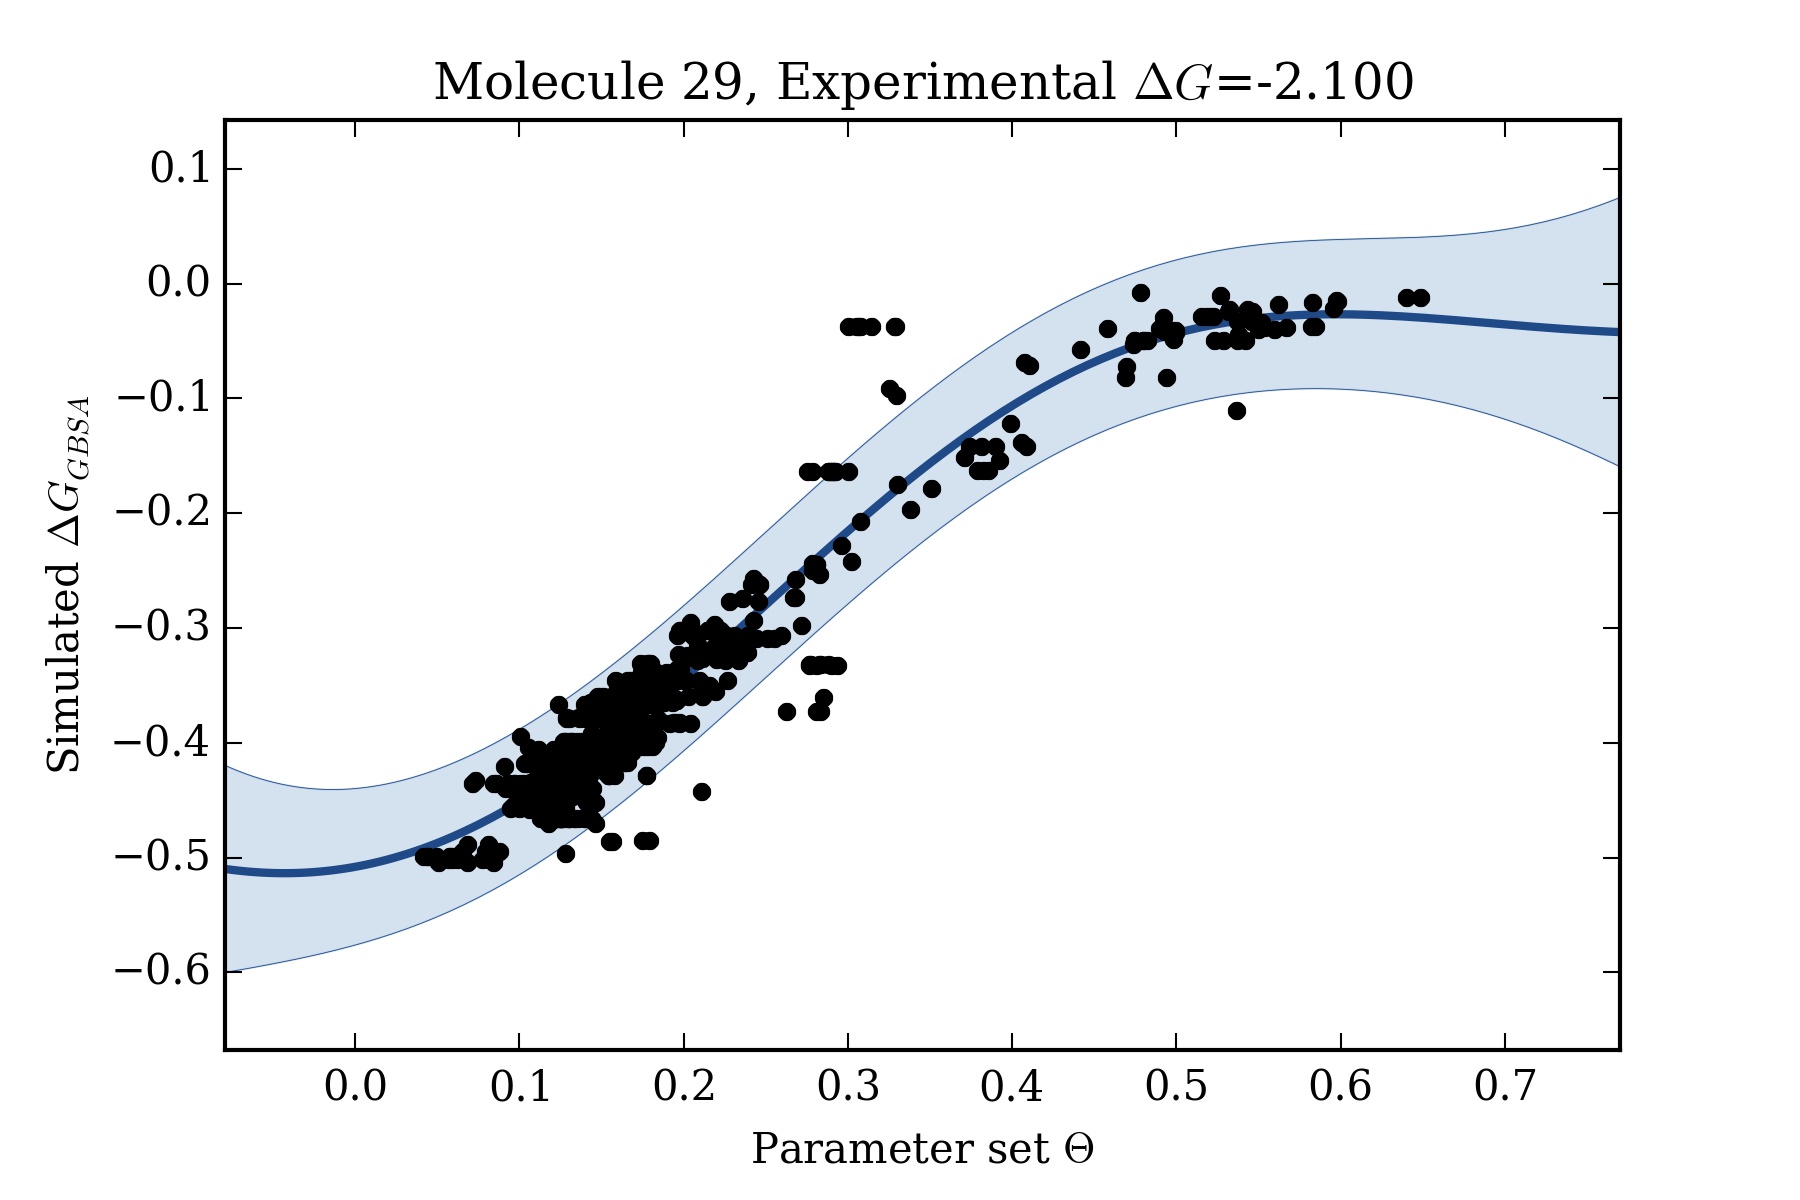 Molecule 29, Experimental ΔG=-2.100
0.1
0.0
−0.1
−0.2
−0.3
−0.4
−0.5
−0.6
Simulated ΔG_{GBSA}
0.0 0.1 0.2 0.3 0.4 0.5 0.6 0.7
Parameter set Θ